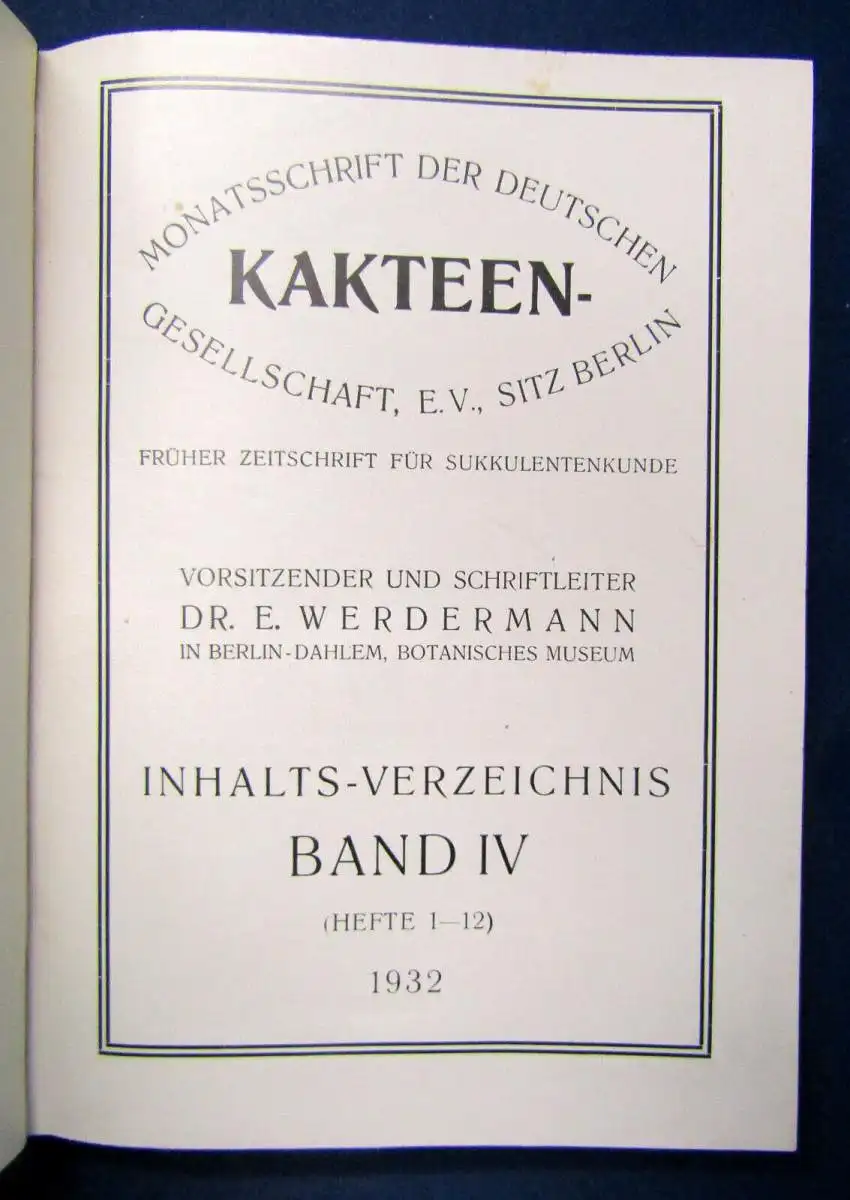 MONATSSCHRIFT DER DEUTSCHEN
KAKTEEN-
GESELLSCHAFT, E.V., SITZ BERLIN
FRÜHER ZEITSCHRIFT FÜR SUKKULENTENKUNDE
VORSITZENDER UND SCHRIFTLEITER
DR. E. WERDERMANN
IN BERLIN-DAHLEM, BOTANISCHES MUSEUM
INHALTS-VERZEICHNIS
BAND IV
(HEFTE 1—12)
1932